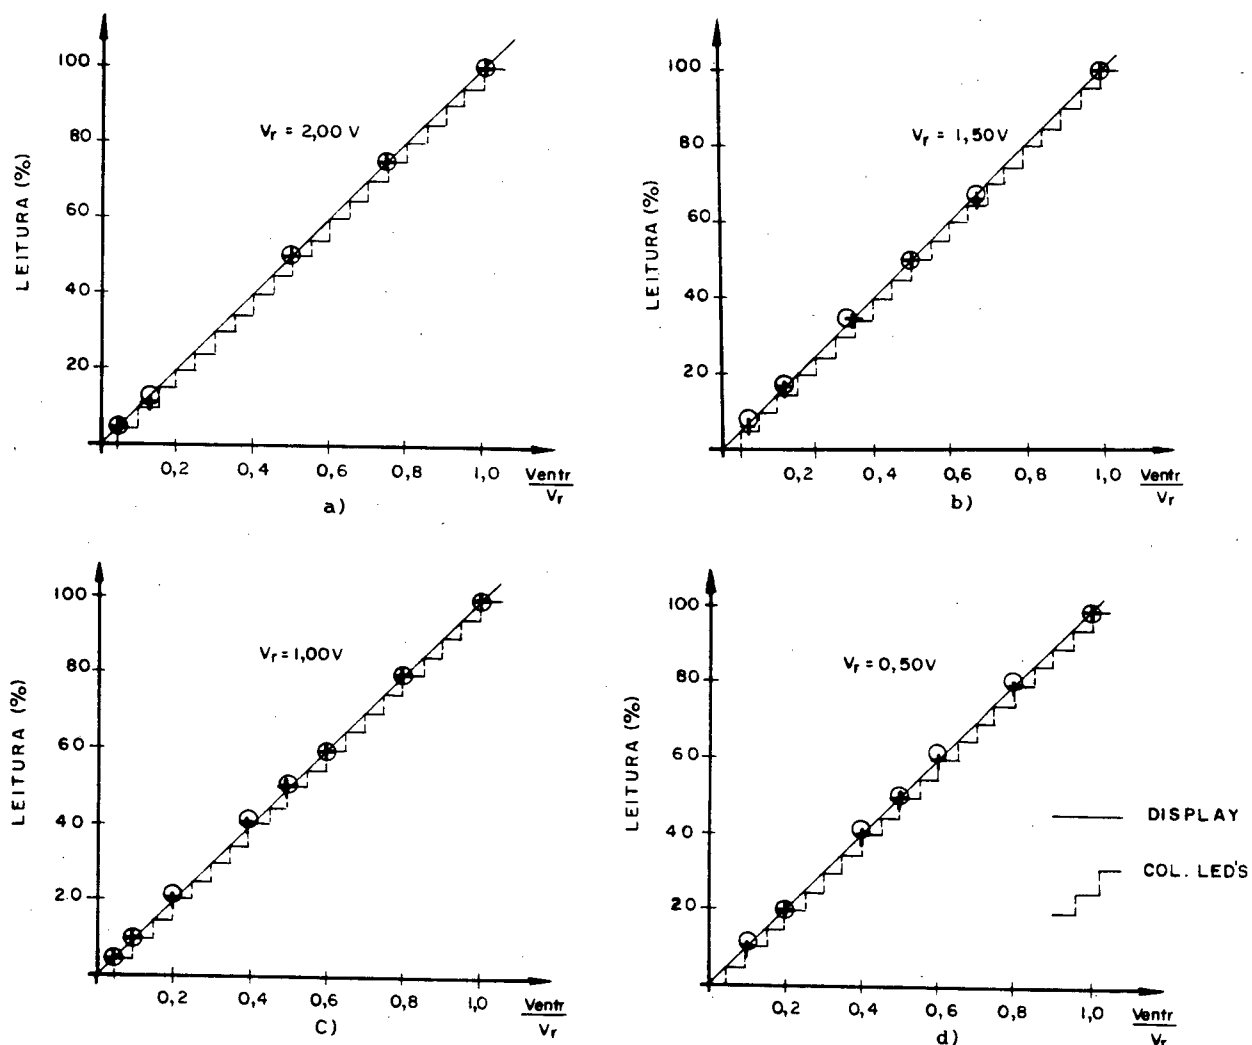 LEITURA (%)
100
80
60
40
20
Vr = 2,00 V
0,2 0,4 0,6 0,8 1,0 Ventr
Vr
a)
LEITURA (%)
100
80
60
40
20
Vr = 1,50V
0,2 0,4 0,6 0,8 1,0 Ventr
Vr
b)
LEITURA (%)
100
80
60
40
2.0
Vr = 1,00V
0,2 0,4 0,6 0,8 1,0 Ventr
Vr
C)
LEITURA (%)
100
80
60
40
20
Vr = 0,50V
DISPLAY
COL. LED'S
0,2 0,4 0,6 0,8 1,0 Ventr
Vr
d)